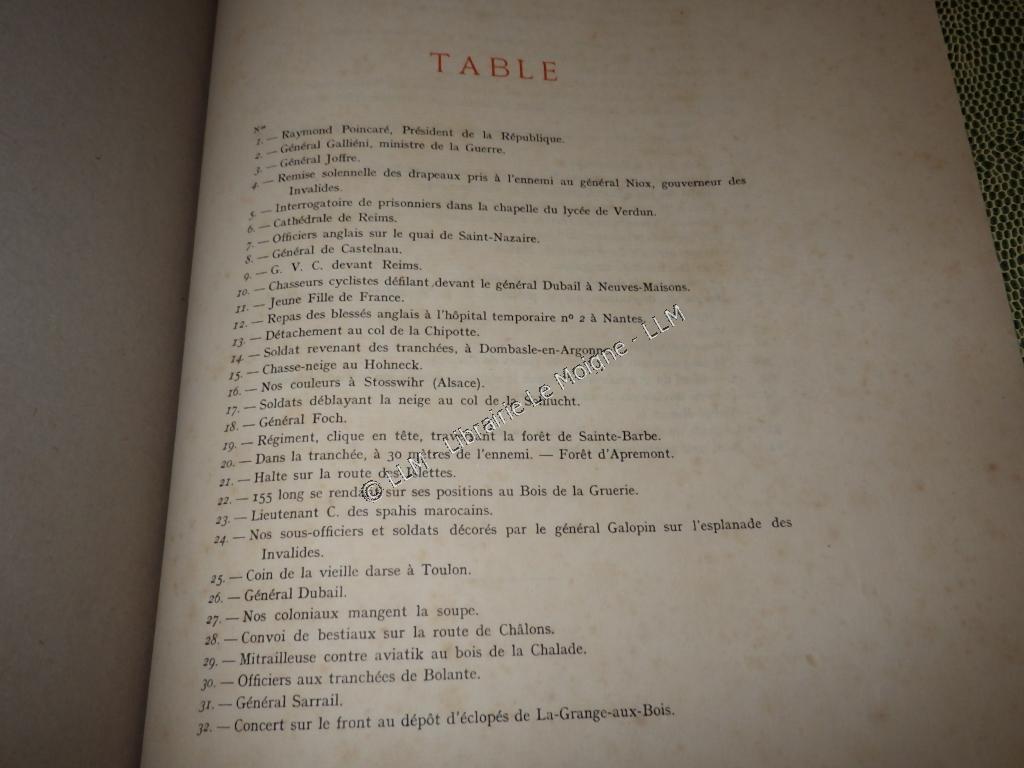 TABLE
Nos
1. — Raymond Poincaré, Président de la République.
2. — Général Galliéni, ministre de la Guerre.
3. — Général Joffre.
4. — Remise solennelle des drapeaux pris à l'ennemi au général Niox, gouverneur des
Invalides.
5. — Interrogatoire de prisonniers dans la chapelle du lycée de Verdun.
6. — Cathédrale de Reims.
7. — Officiers anglais sur le quai de Saint-Nazaire.
8. — Général de Castelnau.
9. — G. V. C. devant Reims.
10. — Chasseurs cyclistes défilant devant le général Dubail à Neuves-Maisons.
11. — Jeune Fille de France.
12. — Repas des blessés anglais à l'hôpital temporaire no 2 à Nantes.
13. — Détachement au col de la Chipotte.
14. — Soldat revenant des tranchées, à Dombasle-en-Argonne.
15. — Chasse-neige au Hohneck.
16. — Nos couleurs à Stosswihr (Alsace).
17. — Soldats déblayant la neige au col de la Schlucht.
18. — Général Foch.
19. — Régiment, clique en tête, traversant la forêt de Sainte-Barbe.
20. — Dans la tranchée, à 30 mètres de l'ennemi. — Forêt d'Apremont.
21. — Halte sur la route des Islettes.
22. — 155 long se rendant sur ses positions au Bois de la Gruerie.
23. — Lieutenant C. des spahis marocains.
24. — Nos sous-officiers et soldats décorés par le général Galopin sur l'esplanade des
Invalides.
25. — Coin de la vieille darse à Toulon.
26. — Général Dubail.
27. — Nos coloniaux mangent la soupe.
28. — Convoi de bestiaux sur la route de Châlons.
29. — Mitrailleuse contre aviatik au bois de la Chalade.
30. — Officiers aux tranchées de Bolante.
31. — Général Sarrail.
32. — Concert sur le front au dépôt d'éclopés de La-Grange-aux-Bois.
© LLM - Librairie Le Moigne - LLM